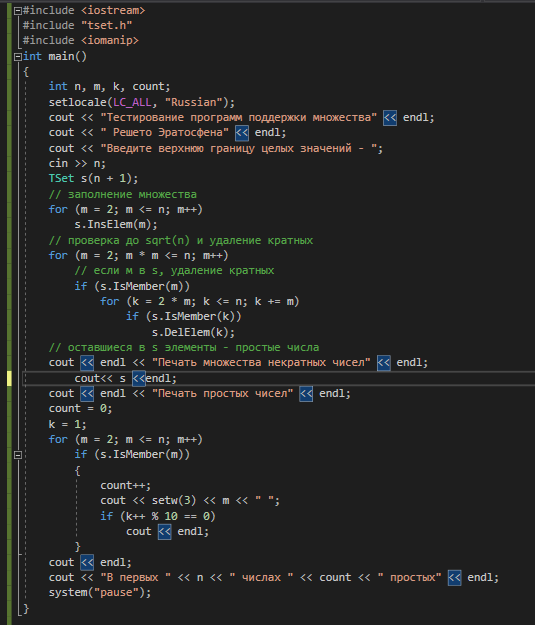 #include <iostream>
#include "tset.h"
#include <iomanip>
int main()
{
    int n, m, k, count;
    setlocale(LC_ALL, "Russian");
    cout << "Тестирование программ поддержки множества" << endl;
    cout << " Решето Эратосфена" << endl;
    cout << "Введите верхнюю границу целых значений - ";
    cin >> n;
    TSet s(n + 1);
    // заполнение множества
    for (m = 2; m <= n; m++)
        s.InsElem(m);
    // проверка до sqrt(n) и удаление кратных
    for (m = 2; m * m <= n; m++)
        // если м в s, удаление кратных
        if (s.IsMember(m))
            for (k = 2 * m; k <= n; k += m)
                if (s.IsMember(k))
                    s.DelElem(k);
    // оставшиеся в s элементы - простые числа
    cout << endl << "Печать множества некратных чисел" << endl;
        cout<< s <<endl;
    cout << endl << "Печать простых чисел" << endl;
    count = 0;
    k = 1;
    for (m = 2; m <= n; m++)
        if (s.IsMember(m))
        {
            count++;
            cout << setw(3) << m << " ";
            if (k++ % 10 == 0)
                cout << endl;
        }
    cout << endl;
    cout << "В первых " << n << " числах " << count << " простых" << endl;
    system("pause");
}